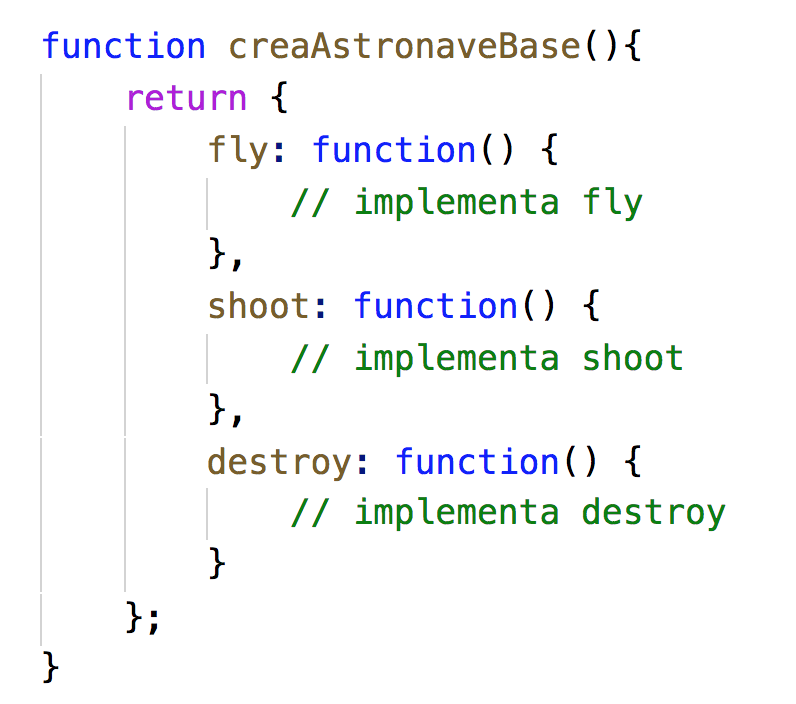 function creaAstronaveBase(){
    return {
        fly: function() {
            // implementa fly
        },
        shoot: function() {
            // implementa shoot
        },
        destroy: function() {
            // implementa destroy
        }
    };
}